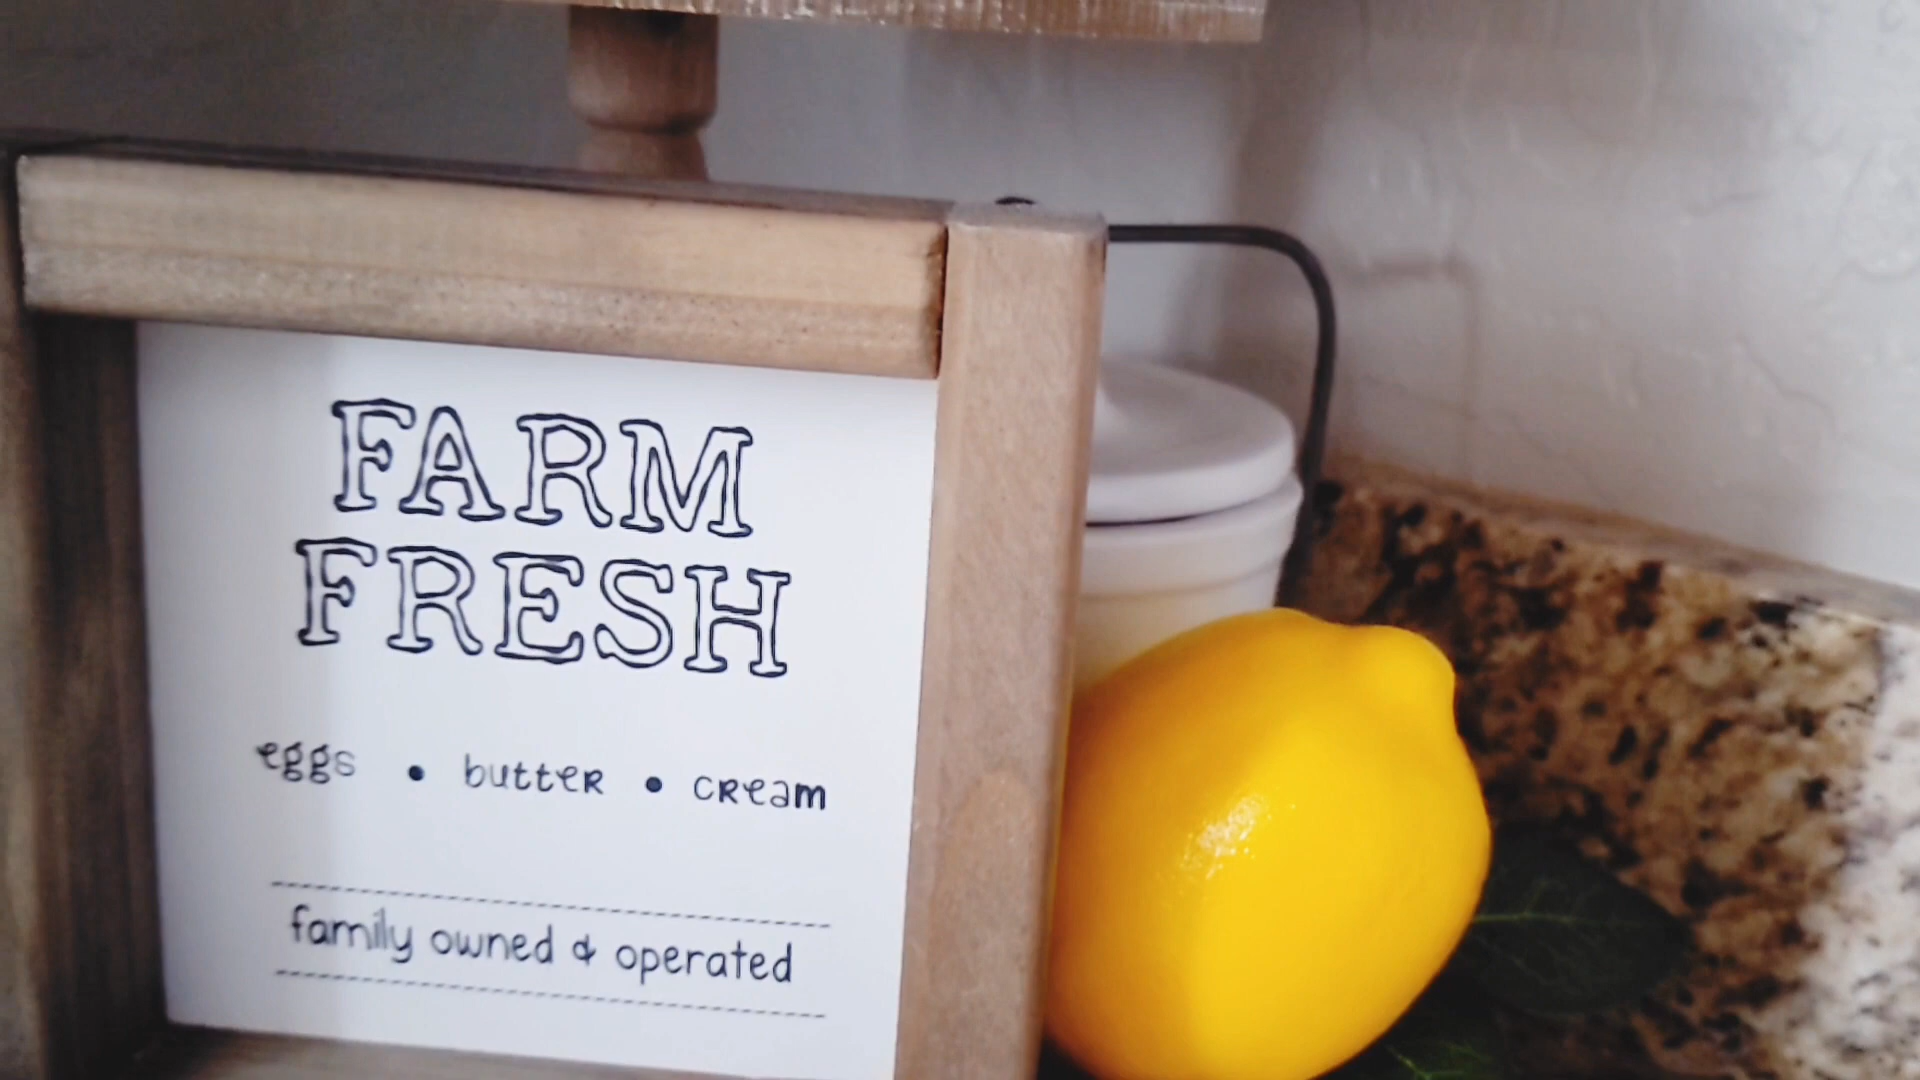 FARM
FRESH
eggs • butter • cream
family owned & operated